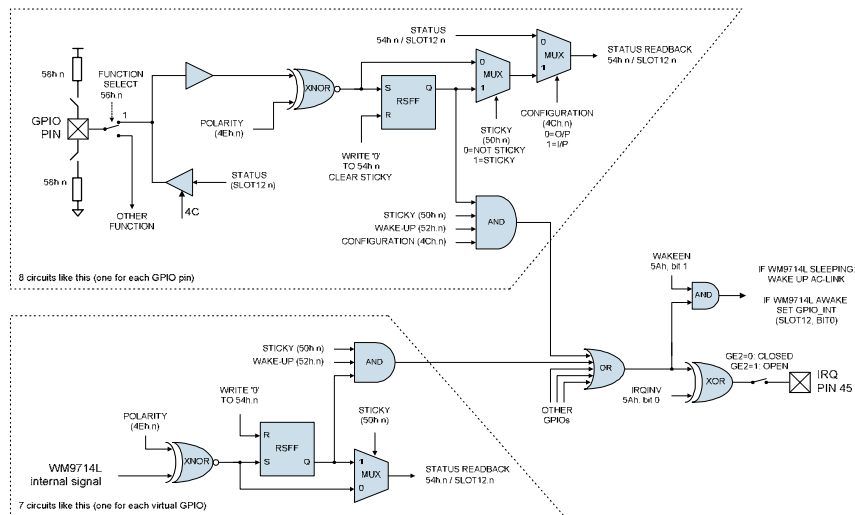 58h n
FUNCTION
SELECT
56h.n
GPIO
PIN
1
58h n
OTHER
FUNCTION
STATUS
(SLOT12 n)
4C
POLARITY
(4Eh.n)
XNOR
S
Q
RSFF
R
WRITE '0'
TO 54h n
CLEAR STICKY
STATUS
54h n / SLOT12 n
0
MUX
1
0
MUX
1
STATUS READBACK
54h n / SLOT12 n
STICKY
(50h n)
0=NOT STICKY
1=STICKY
CONFIGURATION
(4Ch.n)
0=O/P
1=I/P
STICKY (50h n)
WAKE-UP (52h n)
CONFIGURATION (4Ch.n)
AND
8 circuits like this (one for each GPIO pin)
WAKEEN
5Ah, bit 1
AND
IF WM9714L SLEEPING:
WAKE UP AC-LINK
IF WM9714L AWAKE
SET GPIO_INT
(SLOT12, BIT0)
STICKY (50h n)
WAKE-UP (52h.n)
AND
OR
OTHER
GPIOs
IRQINV
5Ah. bit 0
XOR
GE2=0: CLOSED
GE2=1: OPEN
IRQ
PIN 45
WRITE '0'
TO 54h.n
POLARITY
(4Eh.n)
XNOR
WM9714L
internal signal
R
RSFF
S
Q
STICKY
(50h n)
1
MUX
0
STATUS READBACK
54h n / SLOT12.n
7 circuits like this (one for each virtual GPIO)